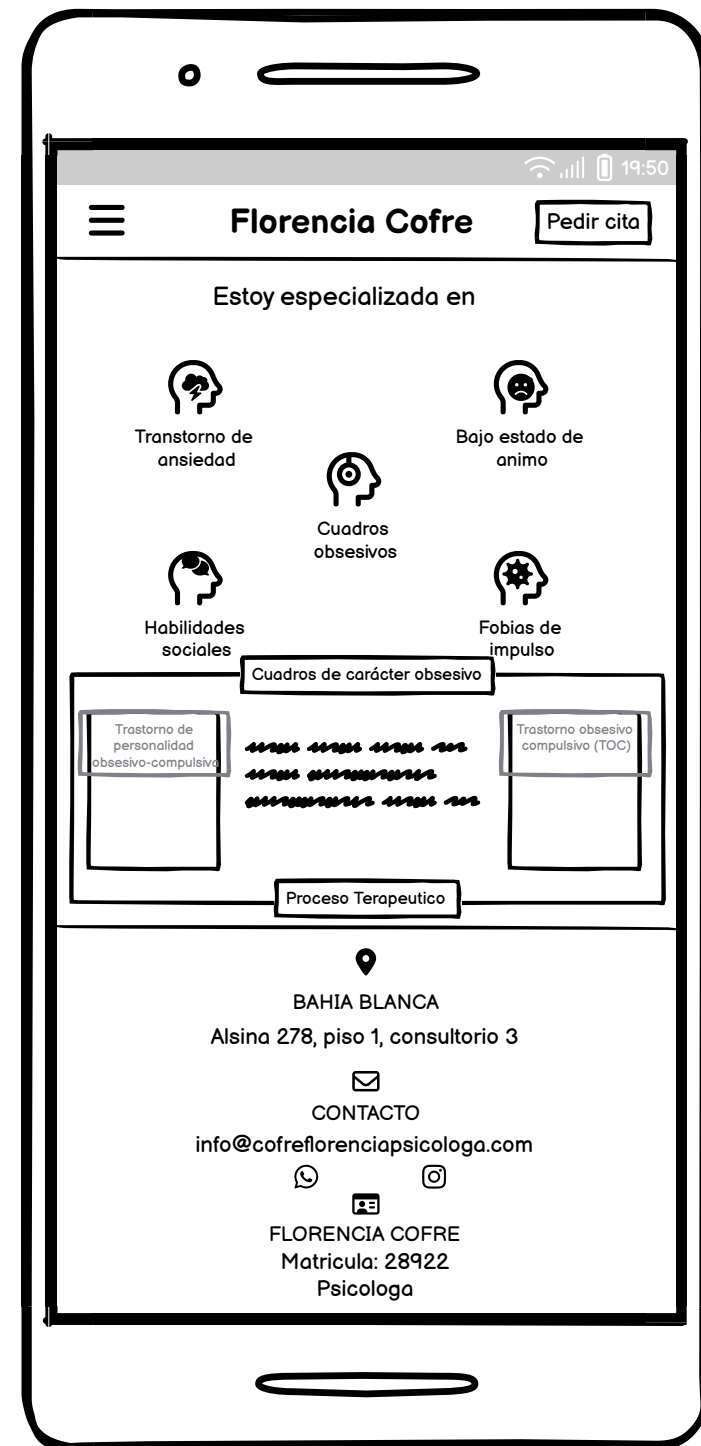 19:50
Florencia Cofre
Pedir cita
Estoy especializada en
Transtorno de
ansiedad
Bajo estado de
animo
Cuadros
obsesivos
Habilidades
sociales
Fobias de
impulso
Cuadros de carácter obsesivo
Trastorno de
personalidad
obsesivo-compulsivo
Trastorno obsesivo
compulsivo (TOC)
Proceso Terapeutico
BAHIA BLANCA
Alsina 278, piso 1, consultorio 3
CONTACTO
info@cofreflorenciapsicologa.com
FLORENCIA COFRE
Matricula: 28922
Psicologa